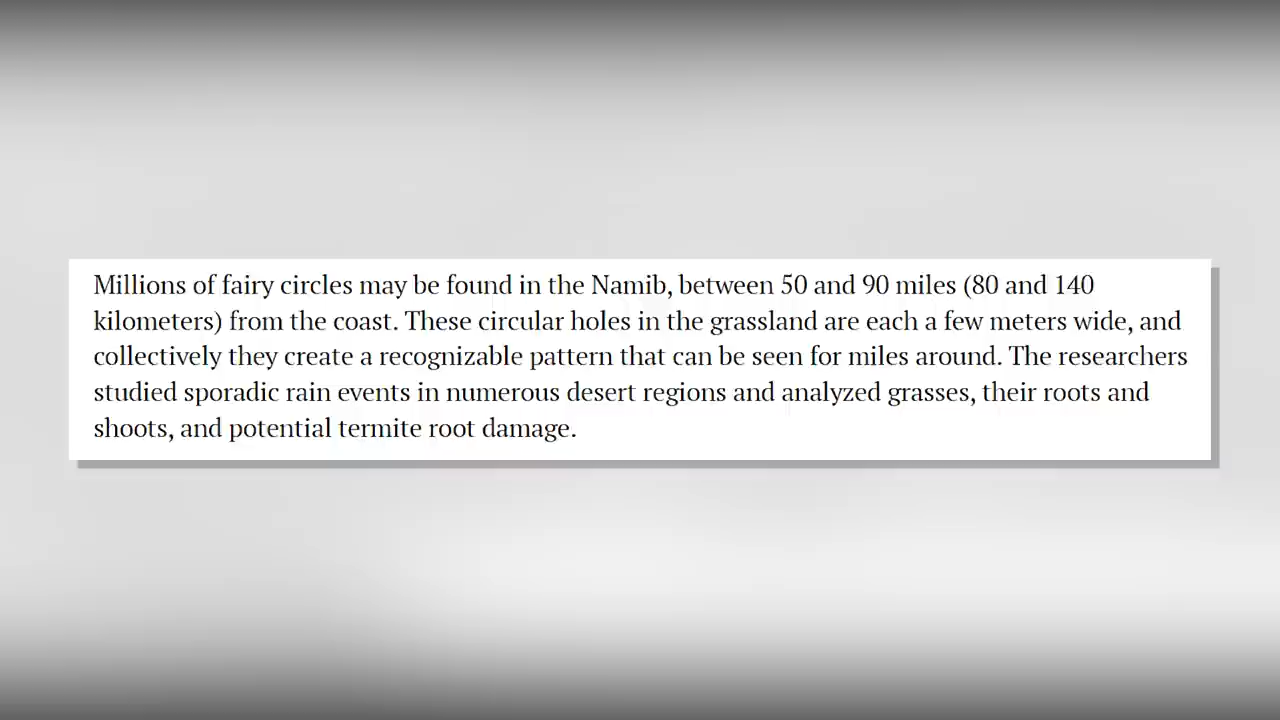 Millions of fairy circles may be found in the Namib, between 50 and 90 miles (80 and 140
kilometers) from the coast. These circular holes in the grassland are each a few meters wide, and
collectively they create a recognizable pattern that can be seen for miles around. The researchers
studied sporadic rain events in numerous desert regions and analyzed grasses, their roots and
shoots, and potential termite root damage.